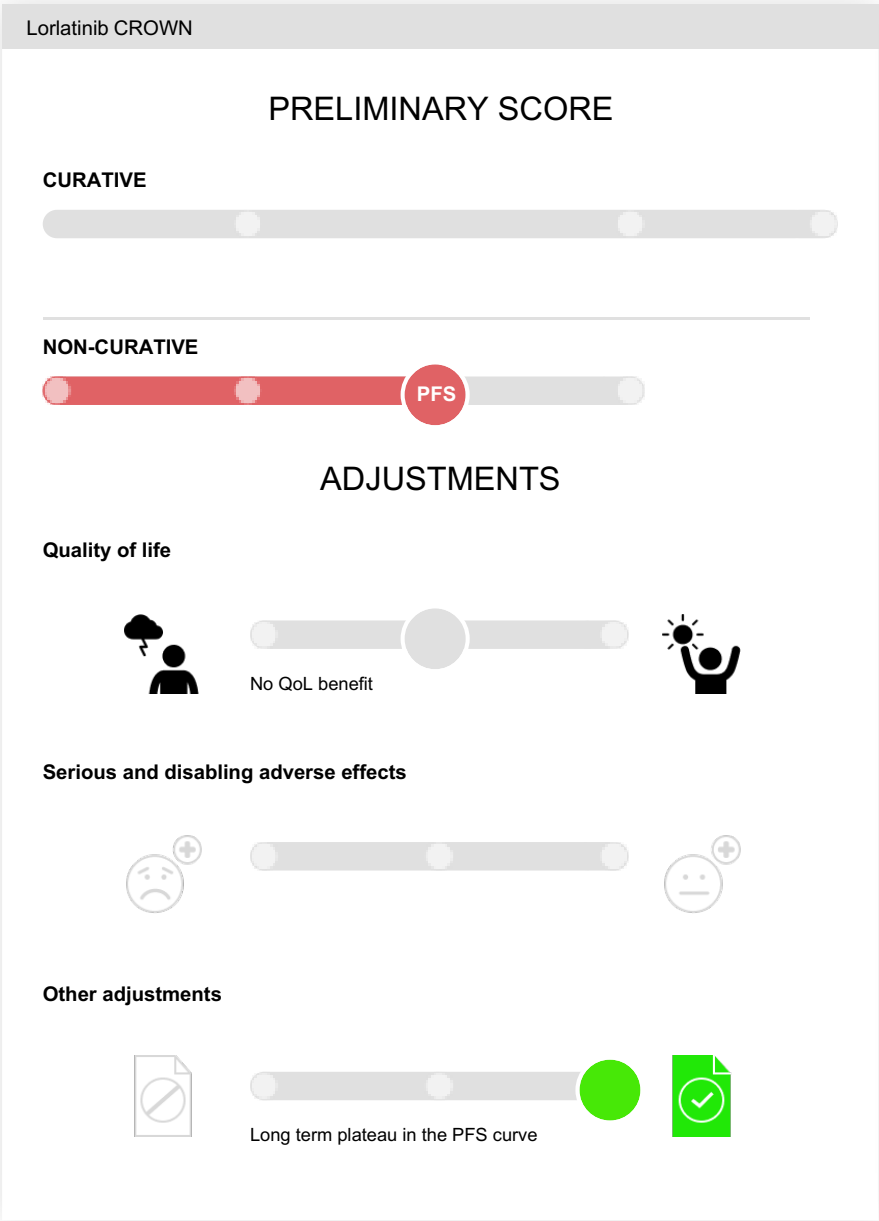 Lorlatinib CROWN
PRELIMINARY SCORE
CURATIVE
NON-CURATIVE
PFS
ADJUSTMENTS
Quality of life
No QoL benefit
Serious and disabling adverse effects
Other adjustments
Long term plateau in the PFS curve